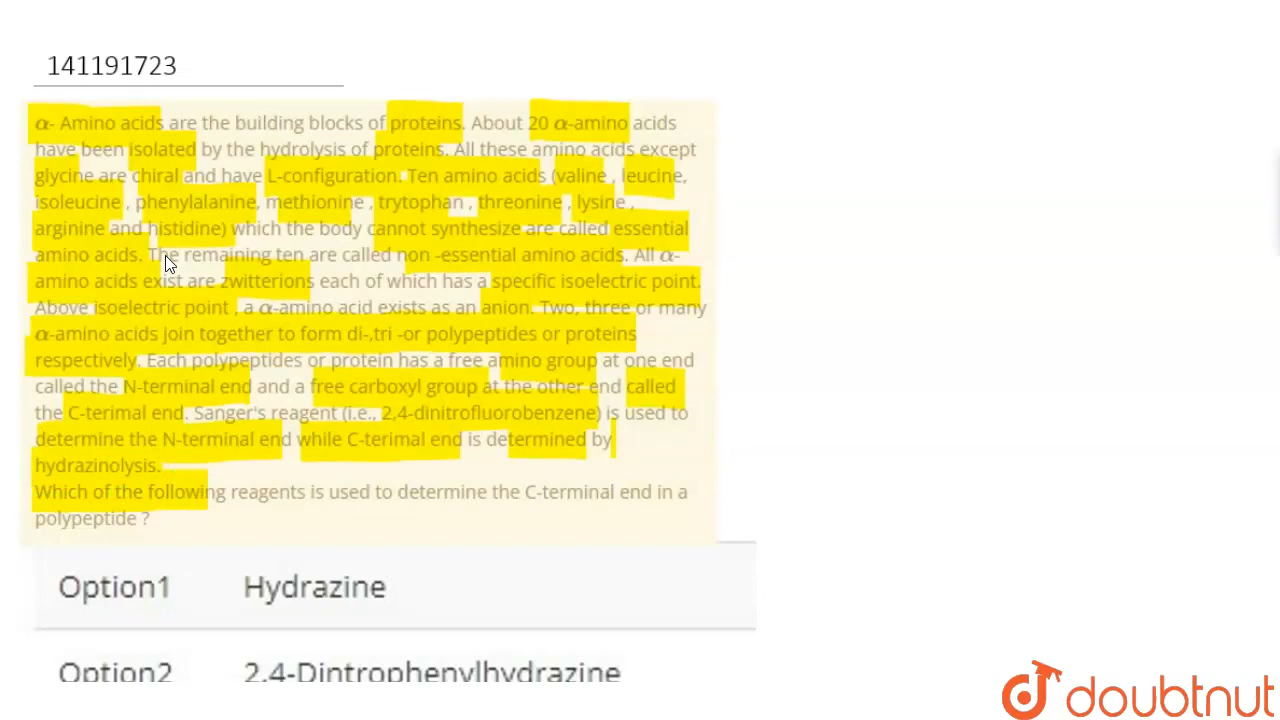 141191723
α- Amino acids are the building blocks of proteins. About 20 α-amino acids
have been isolated by the hydrolysis of proteins. All these amino acids except
glycine are chiral and have L-configuration. Ten amino acids (valine , leucine,
isoleucine , phenylalanine, methionine , trytophan , threonine , lysine ,
arginine and histidine) which the body cannot synthesize are called essential
amino acids. The remaining ten are called non -essential amino acids. All α-
amino acids exist are zwitterions each of which has a specific isoelectric point.
Above isoelectric point , a α-amino acid exists as an anion. Two, three or many
α-amino acids join together to form di-,tri -or polypeptides or proteins
respectively. Each polypeptides or protein has a free amino group at one end
called the N-terminal end and a free carboxyl group at the other end called
the C-terimal end. Sanger's reagent (i.e., 2,4-dinitrofluorobenzene) is used to
determine the N-terminal end while C-terimal end is determined by
hydrazinolysis.
Which of the following reagents is used to determine the C-terminal end in a
polypeptide ?
Option1 Hydrazine
Option2 2,4-Dintrophenylhydrazine
doubtnut